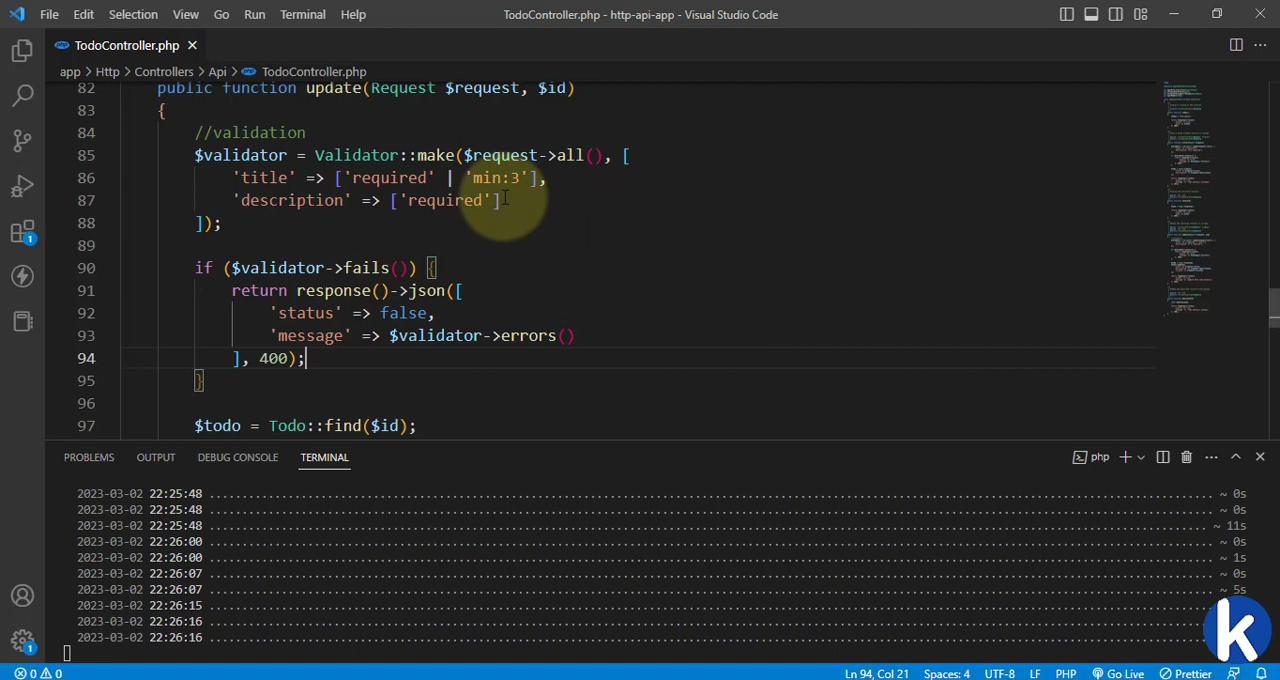 File Edit Selection View Go Run Terminal Help TodoController.php - http-api-app - Visual Studio Code
TodoController.php
app > Http > Controllers > Api > TodoController.php
82 public function update(Request $request, $id)
83 {
84 //validation
85 $validator = Validator::make($request->all(), [
86 'title' => ['required' | 'min:3'],
87 'description' => ['required']
88 ]);
89
90 if ($validator->fails()) {
91 return response()->json([
92 'status' => false,
93 'message' => $validator->errors()
94 ], 400);
95 }
96
97 $todo = Todo::find($id);
PROBLEMS OUTPUT DEBUG CONSOLE TERMINAL php
2023-03-02 22:25:48 ~ 0s
2023-03-02 22:25:48 ~ 0s
2023-03-02 22:25:48 ~ 11s
2023-03-02 22:26:00 ~ 0s
2023-03-02 22:26:00 ~ 1s
2023-03-02 22:26:07 ~ 0s
2023-03-02 22:26:07 ~ 5s
2023-03-02 22:26:15
2023-03-02 22:26:16
2023-03-02 22:26:16
1
1
k
0 0 Ln 94, Col 21 Spaces: 4 UTF-8 LF PHP Go Live Prettier